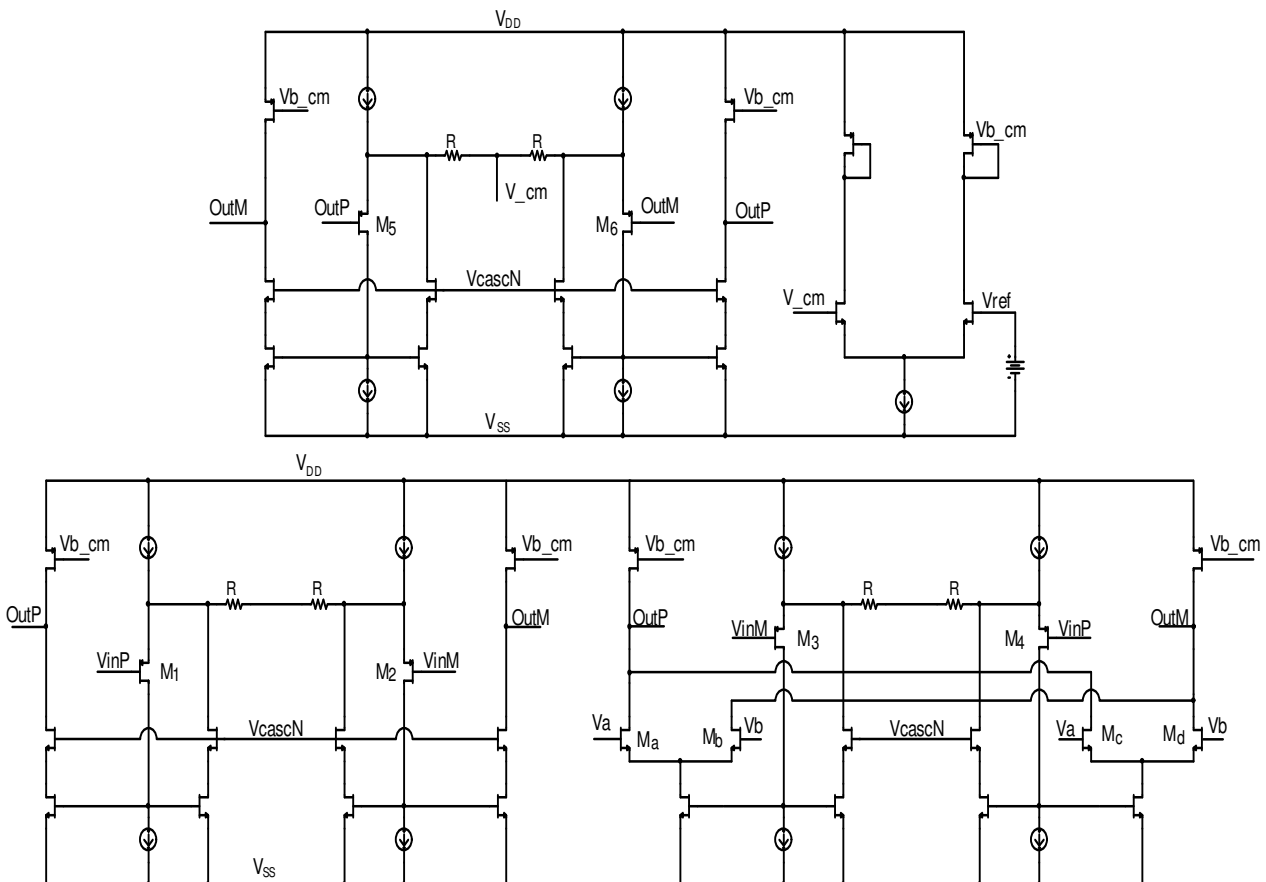 V_DD
Vb_cm Vb_cm
Vb_cm
R R
V_cm
OutM OutP M5 M6 OutM OutP
VcascN
V_cm Vref
V_SS
V_DD
Vb_cm Vb_cm Vb_cm Vb_cm
R R R R
OutP OutM OutP OutM
VinP M1 M2 VinM VinM M3 M4 VinP
VcascN Va Ma Mb Vb VcascN Va Mc Md Vb
V_SS